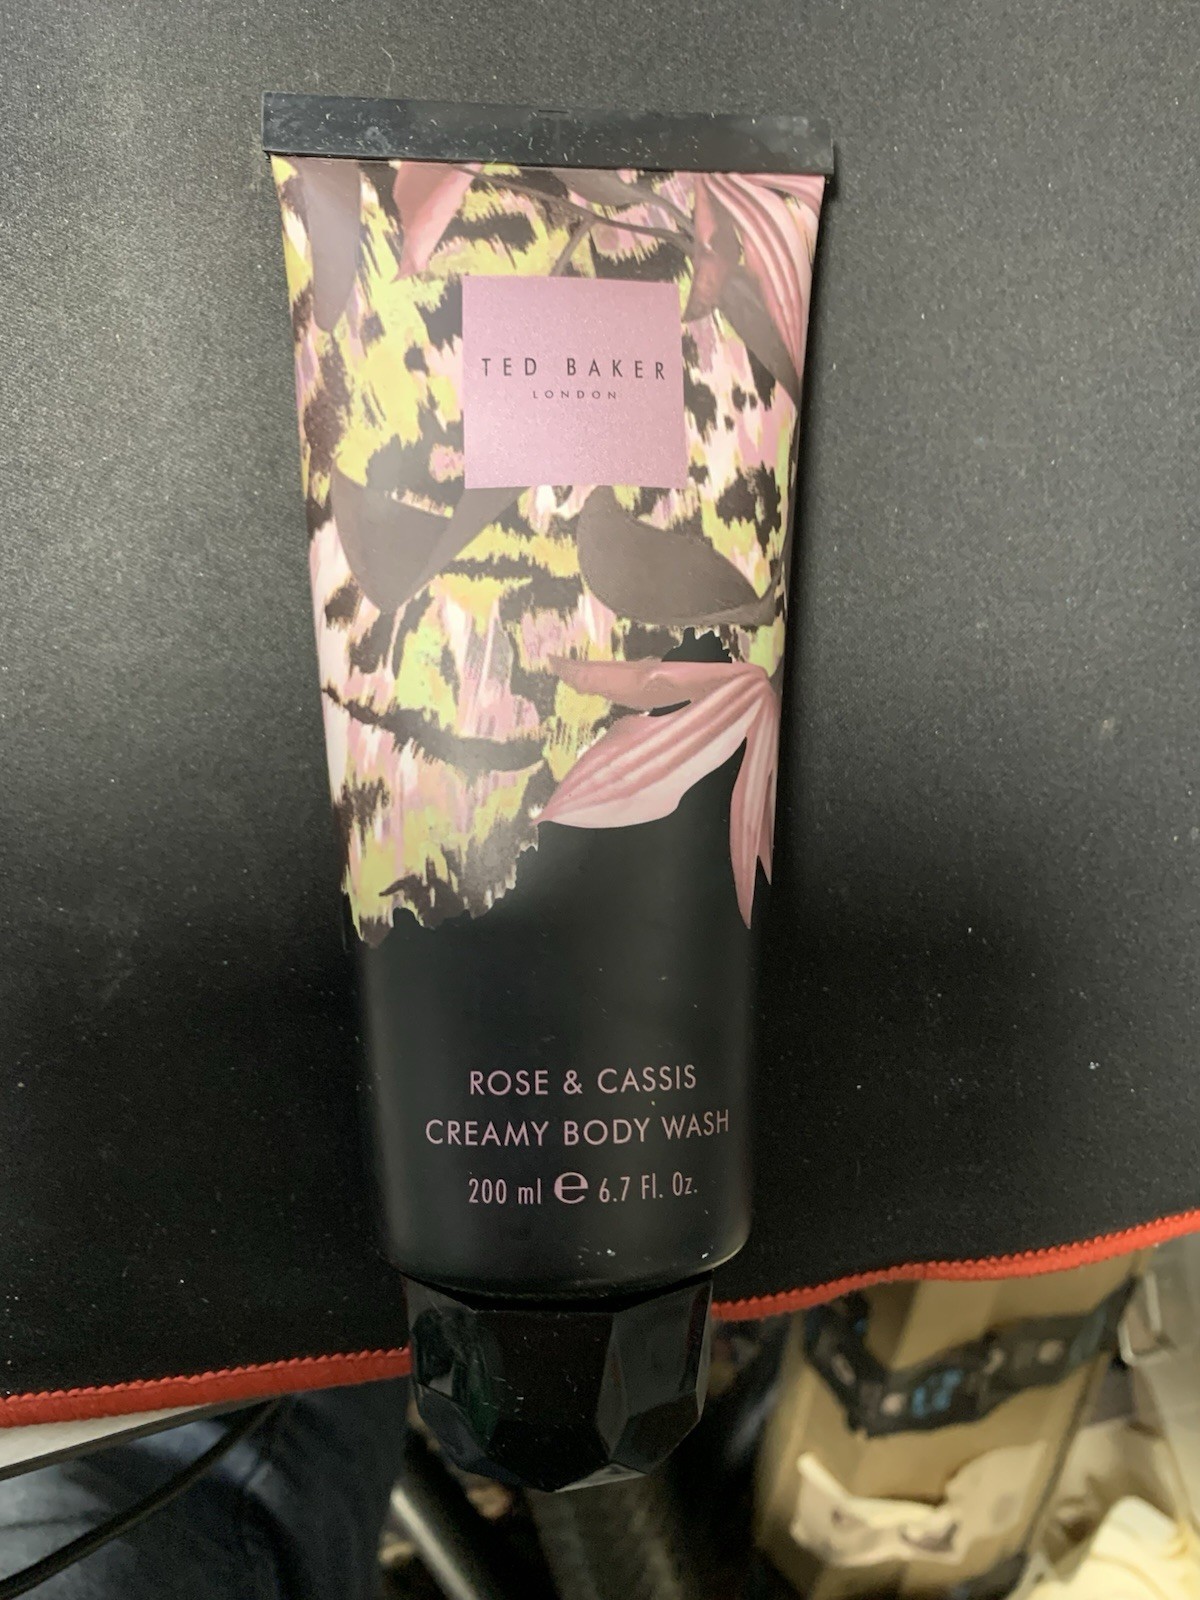 TED BAKER
LONDON
ROSE & CASSIS
CREAMY BODY WASH
200 ml ℮ 6.7 Fl. Oz.